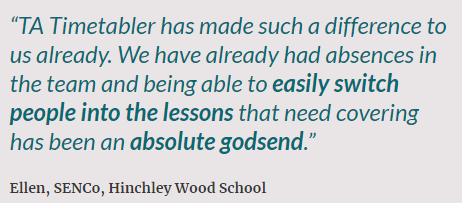 “TA Timetabler has made such a difference to
us already. We have already had absences in
the team and being able to easily switch
people into the lessons that need covering
has been an absolute godsend.”
Ellen, SENCo, Hinchley Wood School